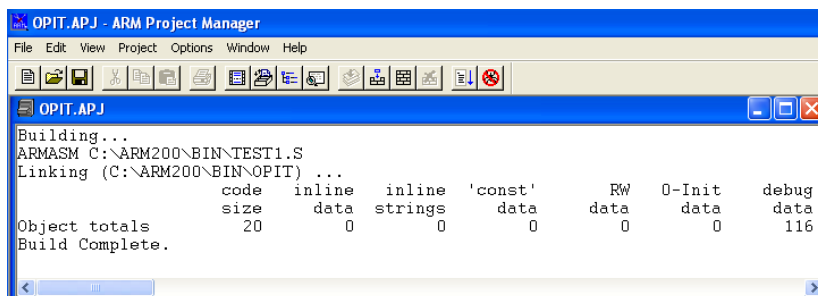 OPIT.APJ - ARM Project Manager
File Edit View Project Options Window Help
OPIT.APJ
Building...
ARMASM C:\ARM200\BIN\TEST1.S
Linking (C:\ARM200\BIN\OPIT) ...
code inline inline 'const' RW 0-Init debug
size data strings data data data data
Object totals 20 0 0 0 0 0 116
Build Complete.